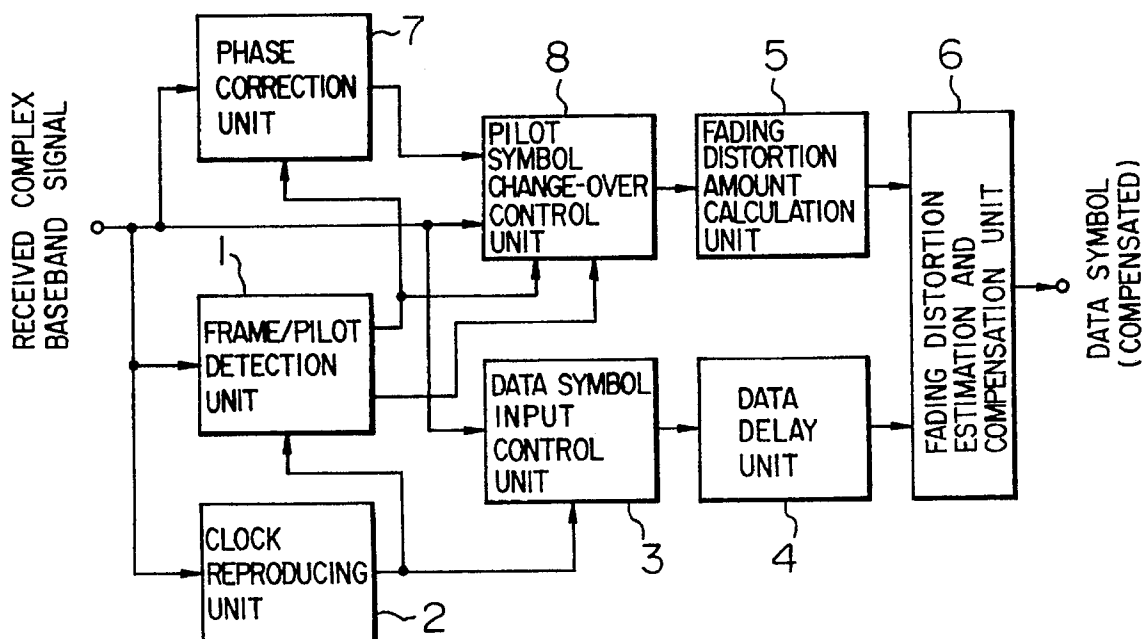 RECEIVED COMPLEX
BASEBAND SIGNAL
7
PHASE
CORRECTION
UNIT
8
PILOT
SYMBOL
CHANGE-OVER
CONTROL
UNIT
5
FADING
DISTORTION
AMOUNT
CALCULATION
UNIT
6
FADING DISTORTION
ESTIMATION AND
COMPENSATION UNIT
DATA SYMBOL
(COMPENSATED)
1
FRAME/PILOT
DETECTION
UNIT
DATA SYMBOL
INPUT
CONTROL
UNIT
3
DATA
DELAY
UNIT
4
CLOCK
REPRODUCING
UNIT
2